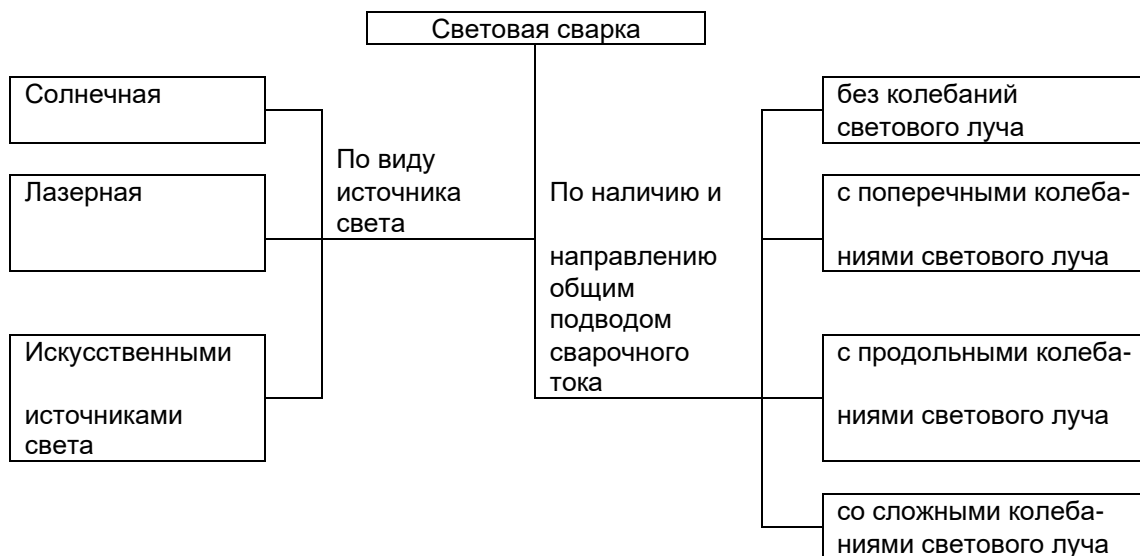 Световая сварка
Солнечная
Лазерная
Искусственными
источниками
света
По виду
источника
света
По наличию и
направлению
общим
подводом
сварочного
тока
без колебаний
светового луча
с поперечными колеба-
ниями светового луча
с продольными колеба-
ниями светового луча
со сложными колеба-
ниями светового луча